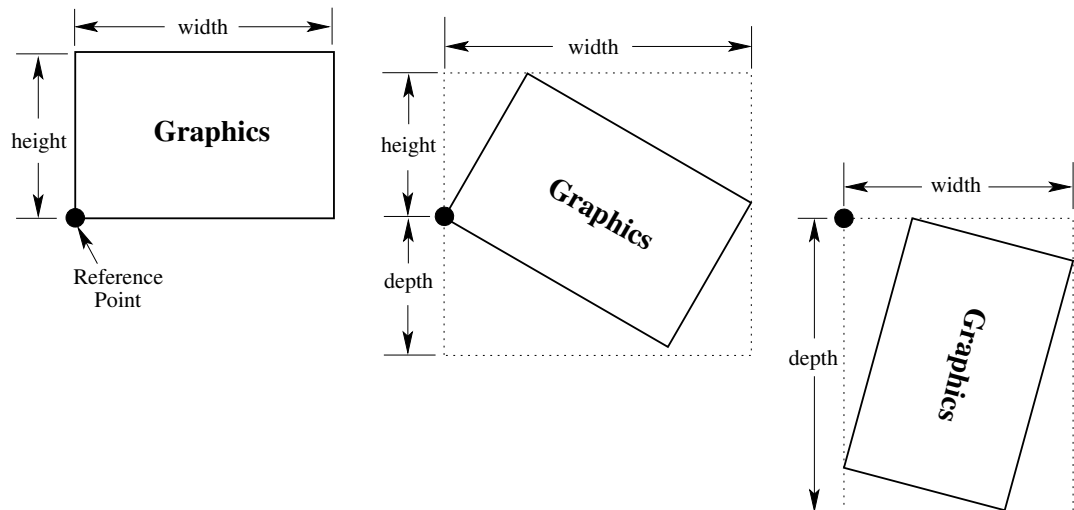 width
height
Graphics
Reference
Point
width
height
Graphics
depth
width
Graphics
depth